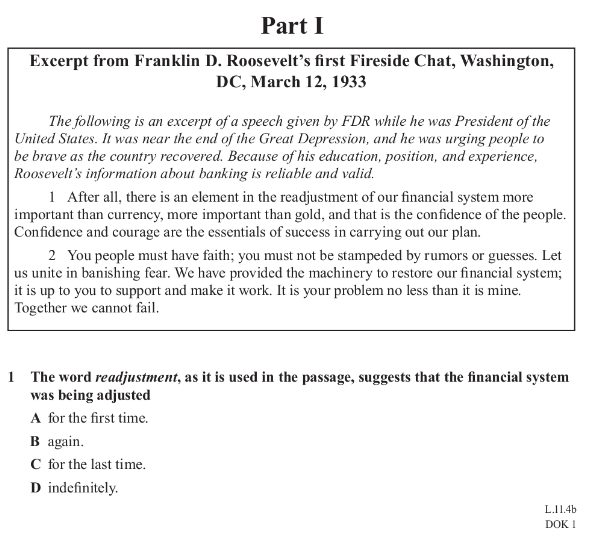 Part I
Excerpt from Franklin D. Roosevelt's first Fireside Chat, Washington,
DC, March 12, 1933
The following is an excerpt of a speech given by FDR while he was President of the
United States. It was near the end of the Great Depression, and he was urging people to
be brave as the country recovered. Because of his education, position, and experience,
Roosevelt's information about banking is reliable and valid.
1 After all, there is an element in the readjustment of our financial system more
important than currency, more important than gold, and that is the confidence of the people.
Confidence and courage are the essentials of success in carrying out our plan.
2 You people must have faith; you must not be stampeded by rumors or guesses. Let
us unite in banishing fear. We have provided the machinery to restore our financial system;
it is up to you to support and make it work. It is your problem no less than it is mine.
Together we cannot fail.
1 The word readjustment, as it is used in the passage, suggests that the financial system
was being adjusted
A for the first time.
B again.
C for the last time.
D indefinitely.
L.11.4b
DOK 1